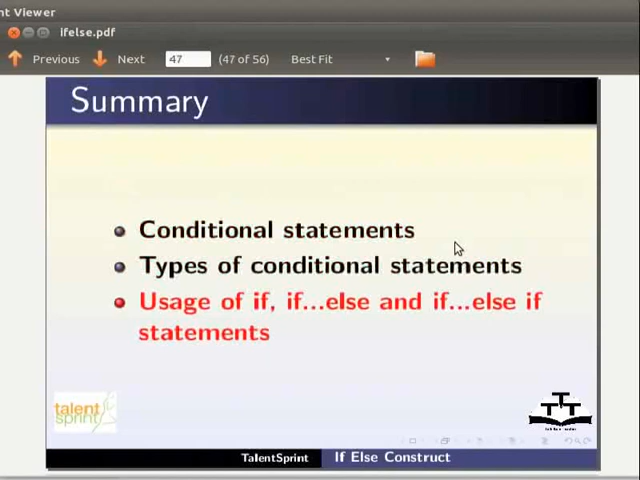 nt Viewer
ifelse.pdf
Previous Next 47 (47 of 56) Best Fit
Summary
Conditional statements
Types of conditional statements
Usage of if, if...else and if...else if
statements
talent
sprint
TalentSprint If Else Construct